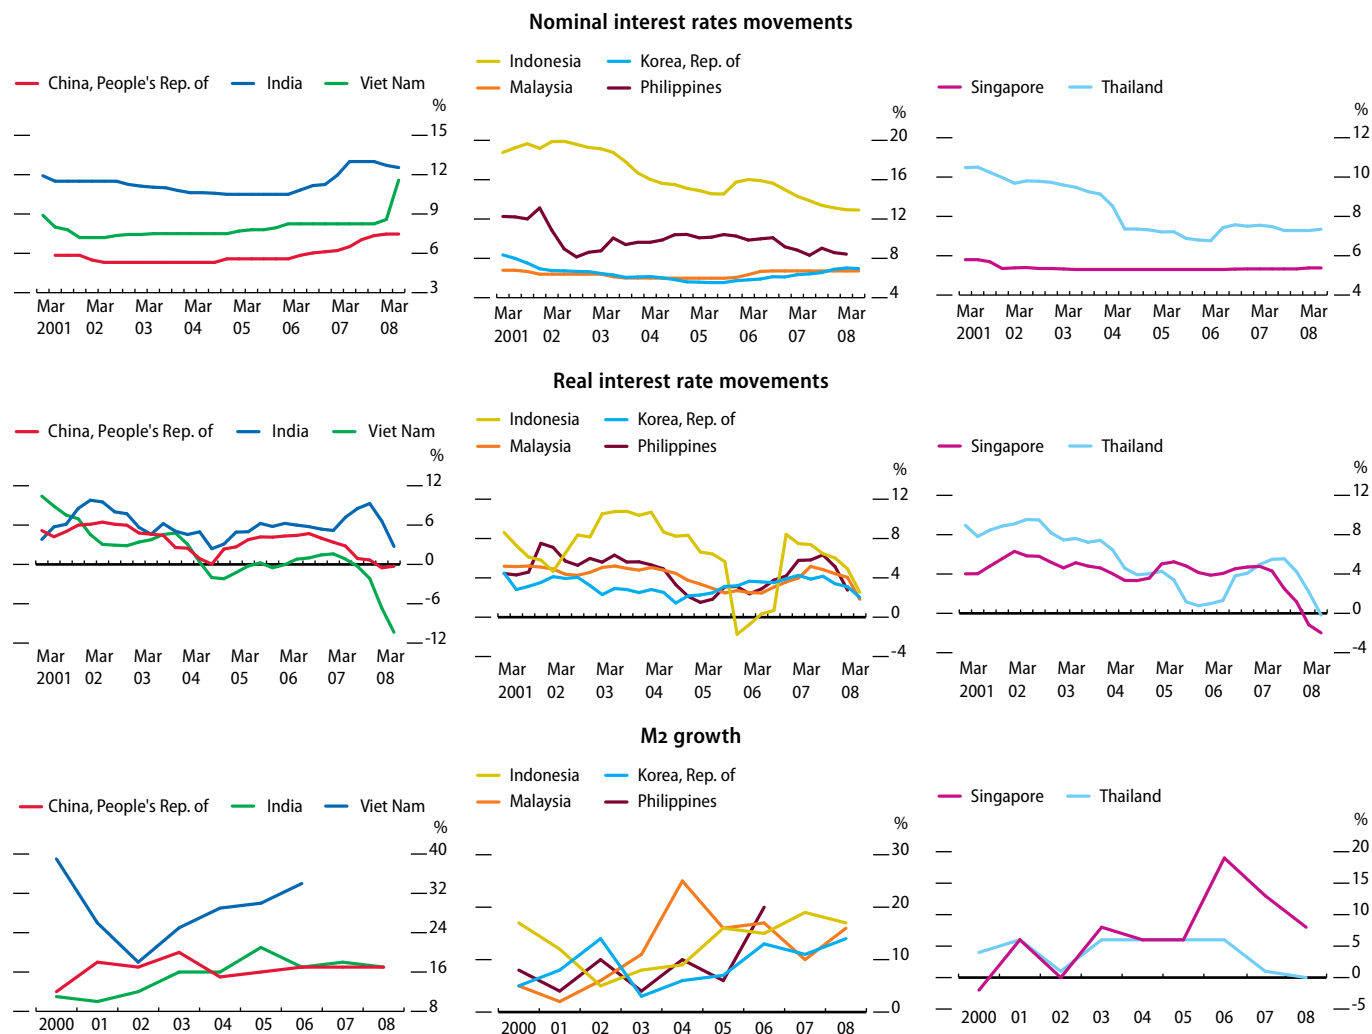 Nominal interest rates movements
China, People's Rep. of India Viet Nam
%
15
12
9
6
3
Mar Mar Mar Mar Mar Mar Mar Mar
2001 02 03 04 05 06 07 08
Indonesia Korea, Rep. of
Malaysia Philippines
%
20
16
12
8
4
Mar Mar Mar Mar Mar Mar Mar Mar
2001 02 03 04 05 06 07 08
Singapore Thailand
%
12
10
8
6
4
Mar Mar Mar Mar Mar Mar Mar Mar
2001 02 03 04 05 06 07 08
Real interest rate movements
China, People's Rep. of India Viet Nam
%
12
6
0
-6
-12
Mar Mar Mar Mar Mar Mar Mar Mar
2001 02 03 04 05 06 07 08
Indonesia Korea, Rep. of
Malaysia Philippines
%
12
8
4
0
-4
Mar Mar Mar Mar Mar Mar Mar Mar
2001 02 03 04 05 06 07 08
Singapore Thailand
%
12
8
4
0
-4
Mar Mar Mar Mar Mar Mar Mar Mar
2001 02 03 04 05 06 07 08
M2 growth
China, People's Rep. of India Viet Nam
%
40
32
24
16
8
2000 01 02 03 04 05 06 07 08
Indonesia Korea, Rep. of
Malaysia Philippines
%
30
20
10
0
2000 01 02 03 04 05 06 07 08
Singapore Thailand
%
20
15
10
5
0
-5
2000 01 02 03 04 05 06 07 08